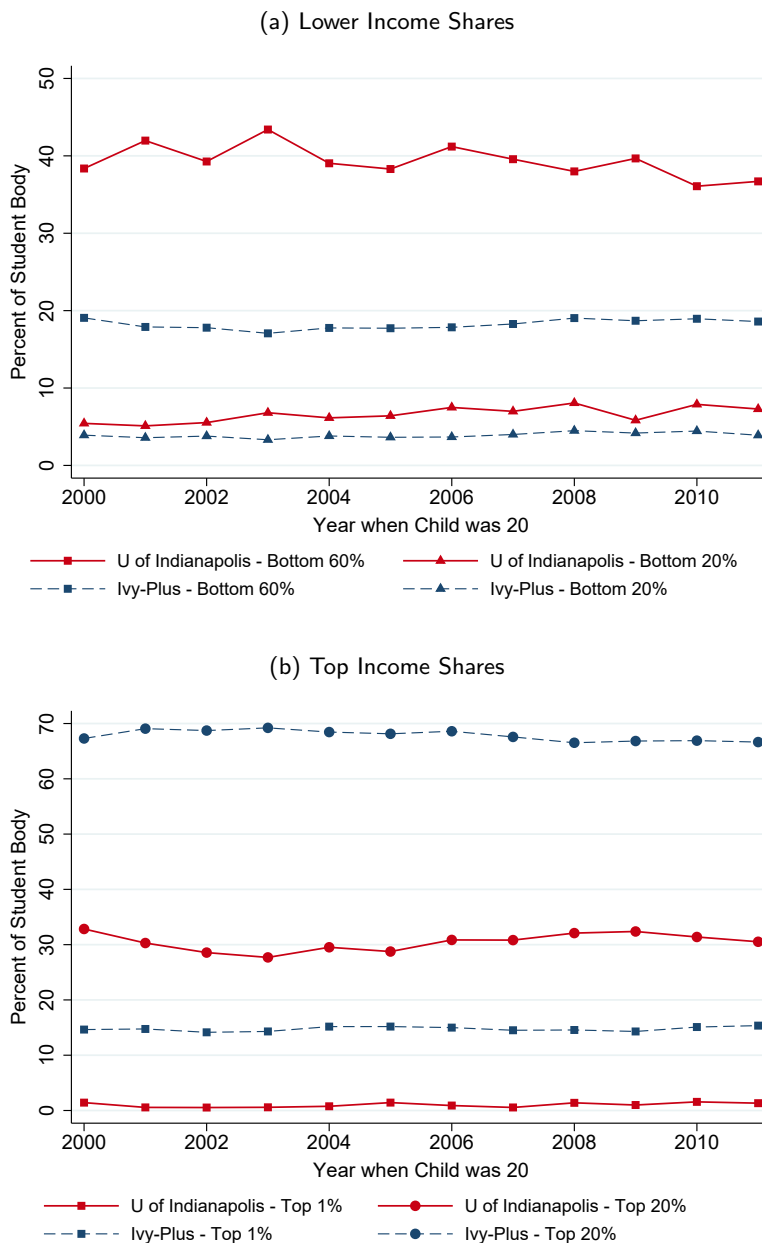 (a) Lower Income Shares
50
40
30
20
10
0
Percent of Student Body
2000 2002 2004 2006 2008 2010
Year when Child was 20
U of Indianapolis - Bottom 60% U of Indianapolis - Bottom 20%
Ivy-Plus - Bottom 60% Ivy-Plus - Bottom 20%
(b) Top Income Shares
70
60
50
40
30
20
10
0
Percent of Student Body
2000 2002 2004 2006 2008 2010
Year when Child was 20
U of Indianapolis - Top 1% U of Indianapolis - Top 20%
Ivy-Plus - Top 1% Ivy-Plus - Top 20%